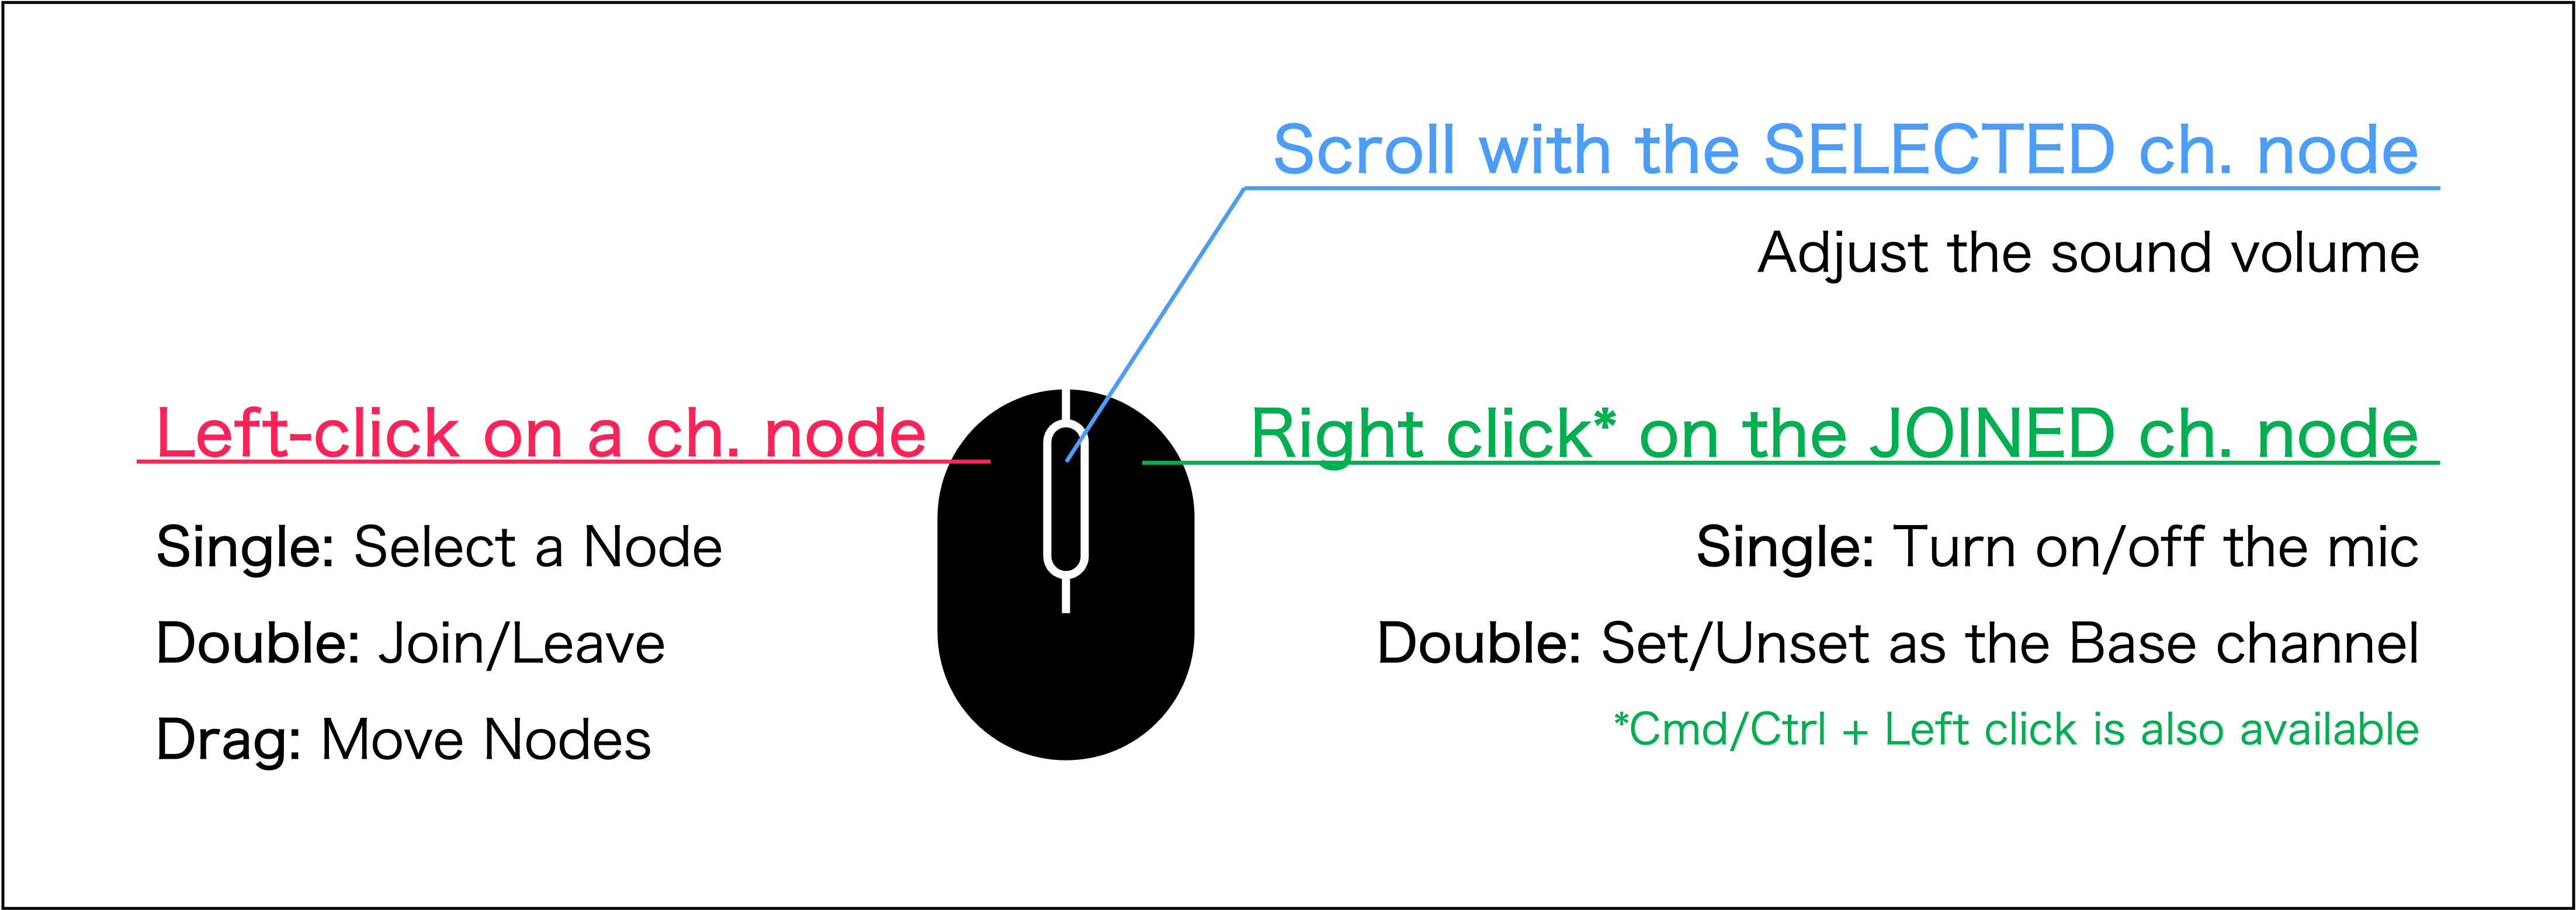 Scroll with the SELECTED ch. node
Adjust the sound volume
Left-click on a ch. node
Single: Select a Node
Double: Join/Leave
Drag: Move Nodes
Right click* on the JOINED ch. node
Single: Turn on/off the mic
Double: Set/Unset as the Base channel
*Cmd/Ctrl + Left click is also available